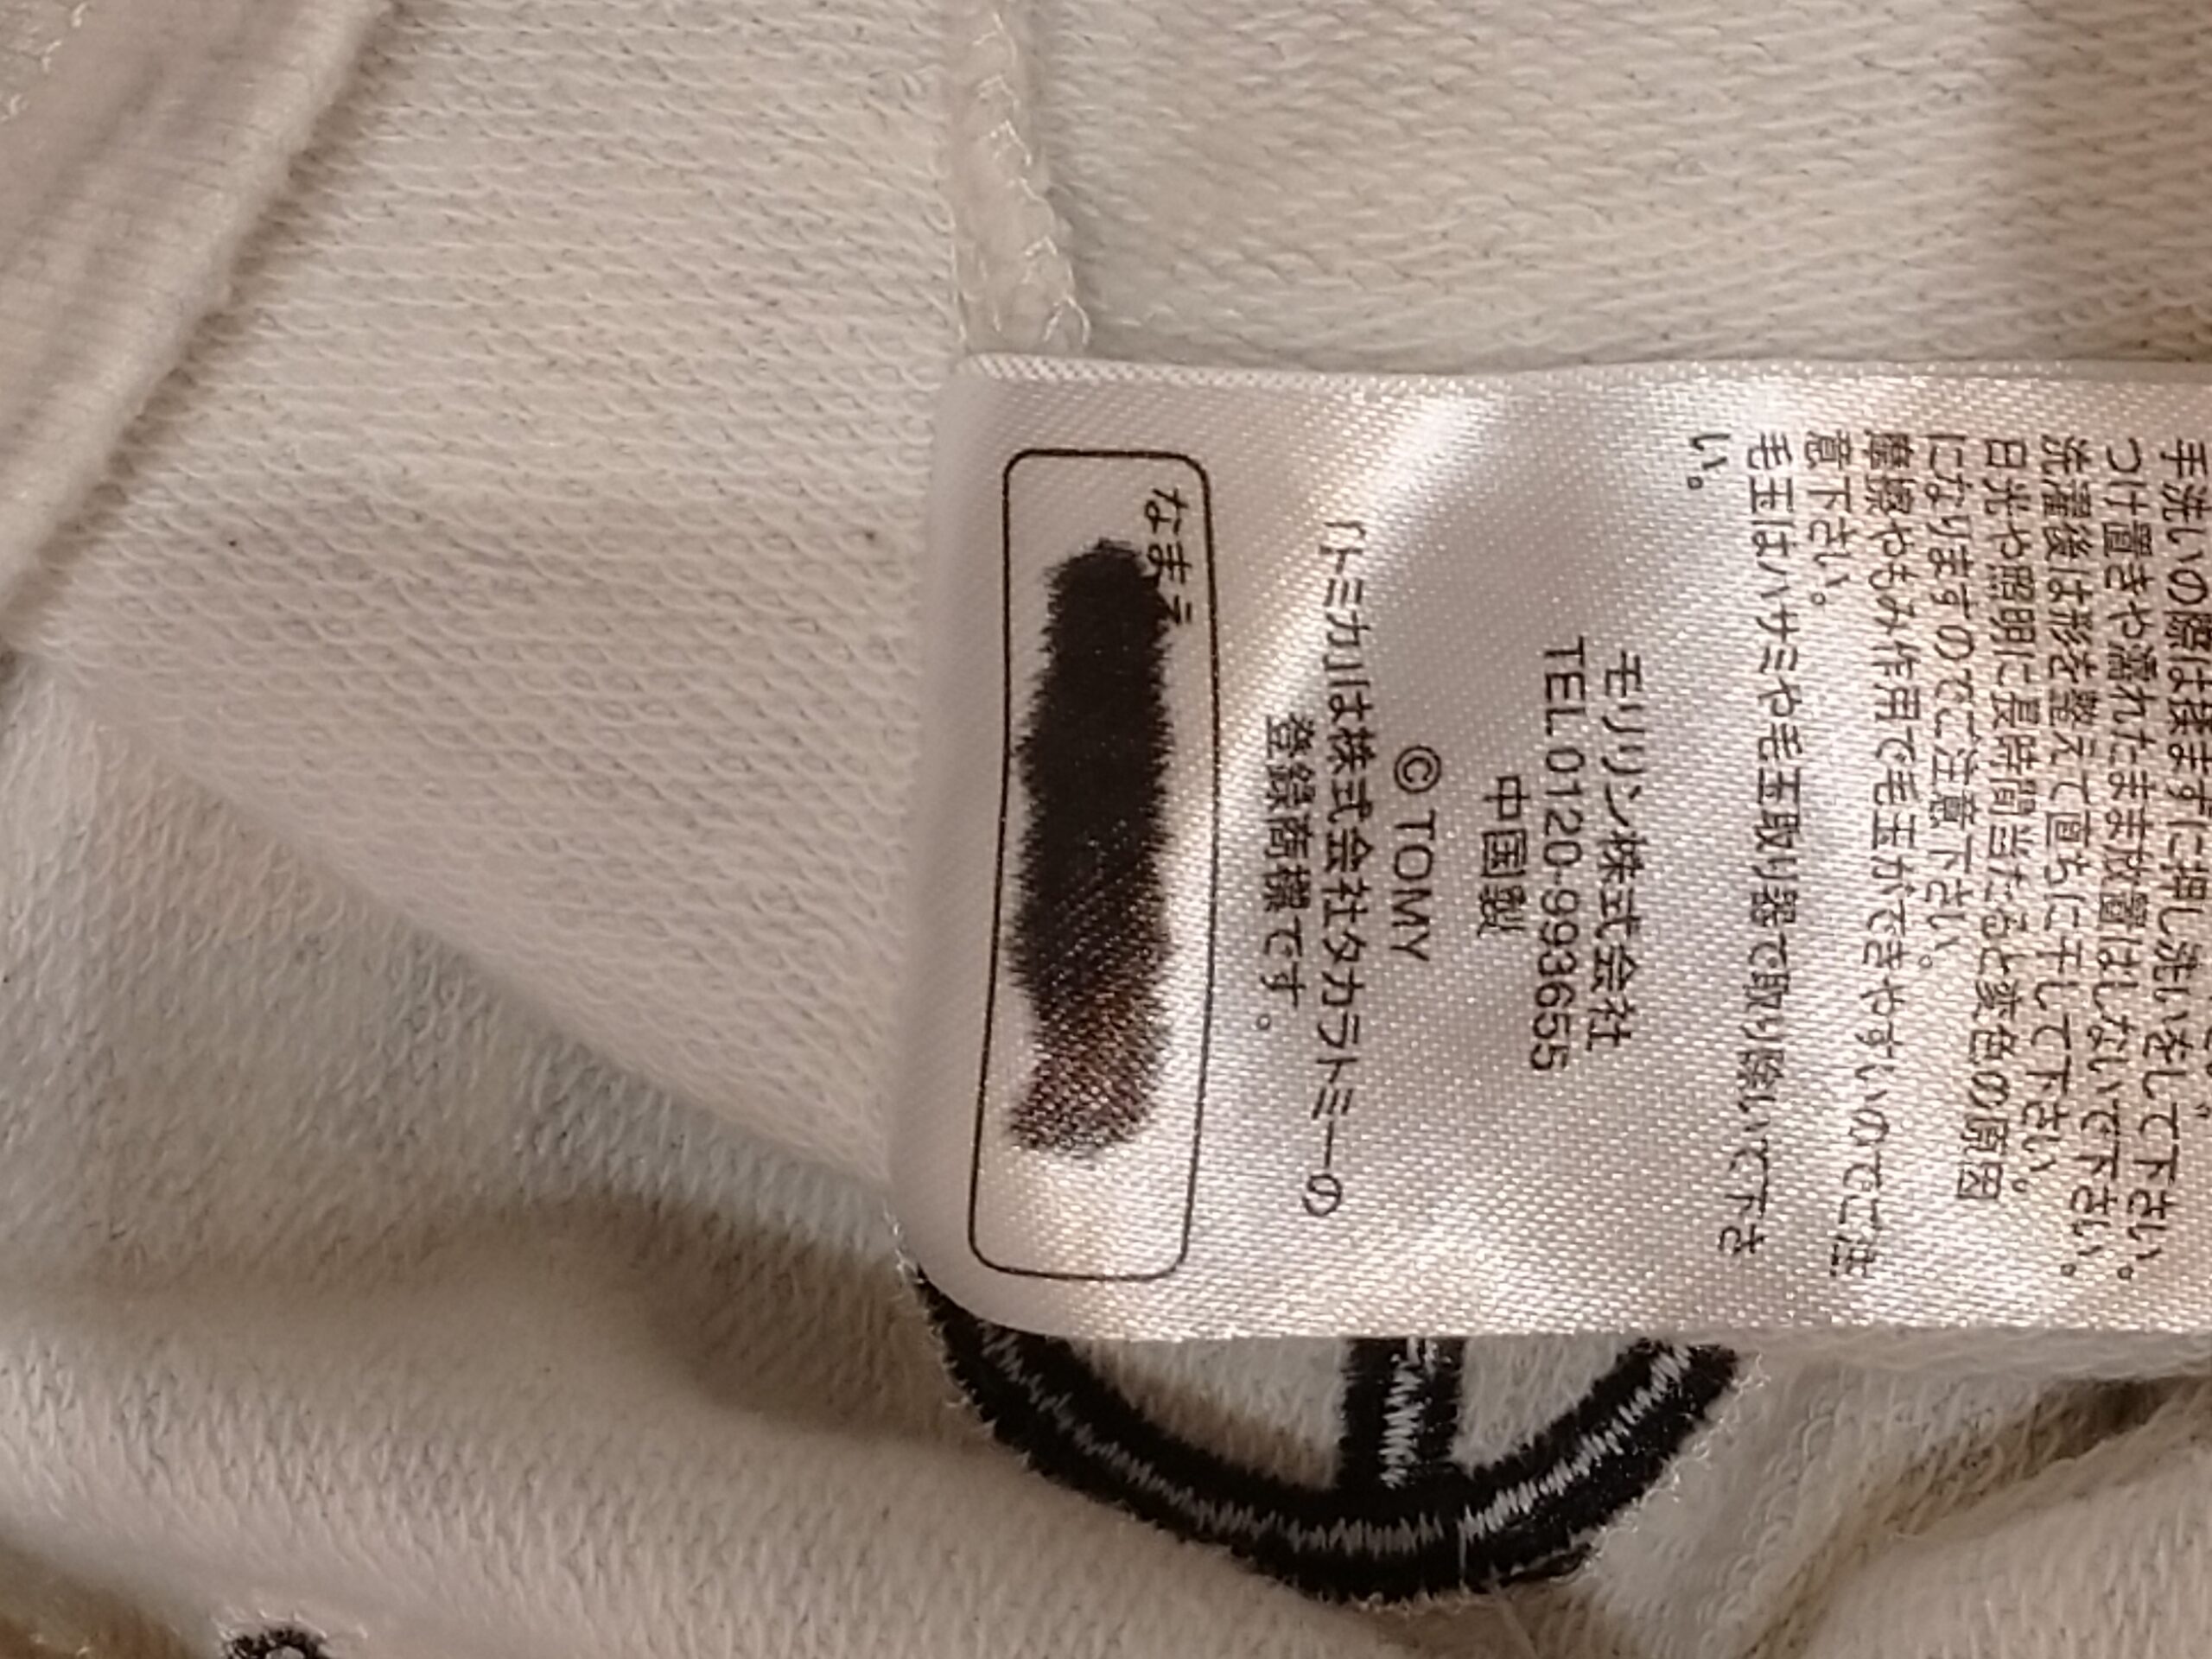 手洗いの際は揉まずに押し洗いをして下さい。
つけ置きや濡れたまま放置はしないで下さい。
洗濯後は形を整えて直ちに干して下さい。
日光や照明に長時間当たると変色の原因
になりますのでご注意下さい。
摩擦やもみ作用で毛玉ができやすいのでご注
意下さい。
毛玉はハサミや毛玉取り器で取り除いて下さ
い。
モリリン株式会社
TEL 0120-993655
中国製
© TOMY
「トミカ」は株式会社タカラトミーの
登録商標です。
なまえ